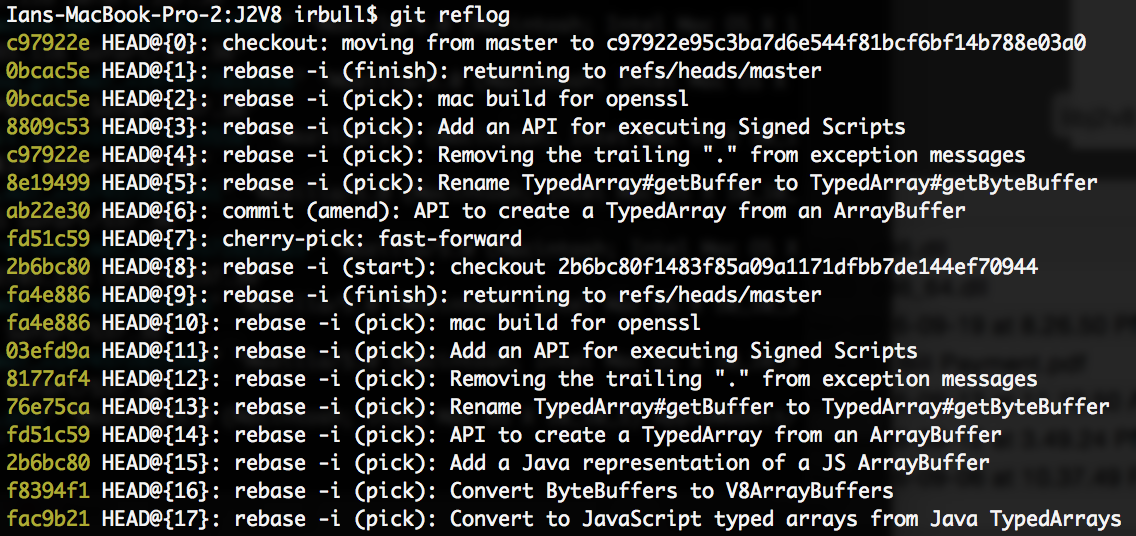 Ians-MacBook-Pro-2:J2V8 irbull$ git reflog
c97922e HEAD@{0}: checkout: moving from master to c97922e95c3ba7d6e544f81bcf6bf14b788e03a0
0bcac5e HEAD@{1}: rebase -i (finish): returning to refs/heads/master
0bcac5e HEAD@{2}: rebase -i (pick): mac build for openssl
8809c53 HEAD@{3}: rebase -i (pick): Add an API for executing Signed Scripts
c97922e HEAD@{4}: rebase -i (pick): Removing the trailing "." from exception messages
8e19499 HEAD@{5}: rebase -i (pick): Rename TypedArray#getBuffer to TypedArray#getByteBuffer
ab22e30 HEAD@{6}: commit (amend): API to create a TypedArray from an ArrayBuffer
fd51c59 HEAD@{7}: cherry-pick: fast-forward
2b6bc80 HEAD@{8}: rebase -i (start): checkout 2b6bc80f1483f85a09a1171dfbb7de144ef70944
fa4e886 HEAD@{9}: rebase -i (finish): returning to refs/heads/master
fa4e886 HEAD@{10}: rebase -i (pick): mac build for openssl
03efd9a HEAD@{11}: rebase -i (pick): Add an API for executing Signed Scripts
8177af4 HEAD@{12}: rebase -i (pick): Removing the trailing "." from exception messages
76e75ca HEAD@{13}: rebase -i (pick): Rename TypedArray#getBuffer to TypedArray#getByteBuffer
fd51c59 HEAD@{14}: rebase -i (pick): API to create a TypedArray from an ArrayBuffer
2b6bc80 HEAD@{15}: rebase -i (pick): Add a Java representation of a JS ArrayBuffer
f8394f1 HEAD@{16}: rebase -i (pick): Convert ByteBuffers to V8ArrayBuffers
fac9b21 HEAD@{17}: rebase -i (pick): Convert to JavaScript typed arrays from Java TypedArrays